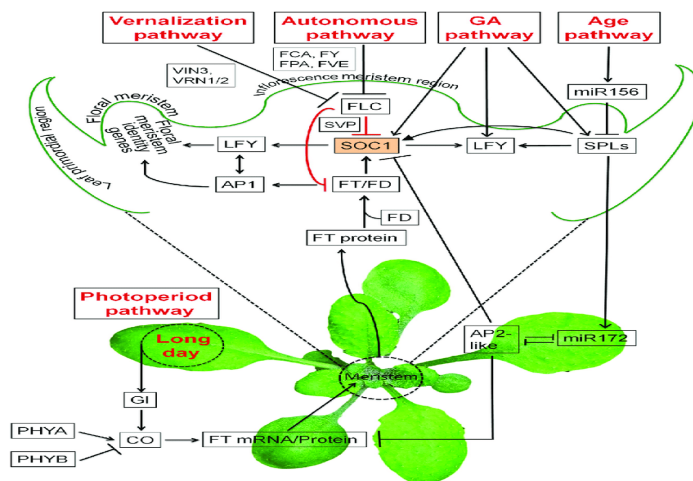 Vernalization
pathway
Autonomous
pathway
GA
pathway
Age
pathway
FCA, FY
FPA, FVE
VIN3,
VRN1/2
Inflorescence meristem region
miR156
FLC
SVP
Floral meristem
Floral
meristem
identity
genes
Leaf primordial region
LFY
SOC1
LFY
SPLs
AP1
FT/FD
FD
FT protein
Photoperiod
pathway
Long
day
AP2-
like
miR172
Meristem
GI
PHYA
CO
FT mRNA/Protein
PHYB